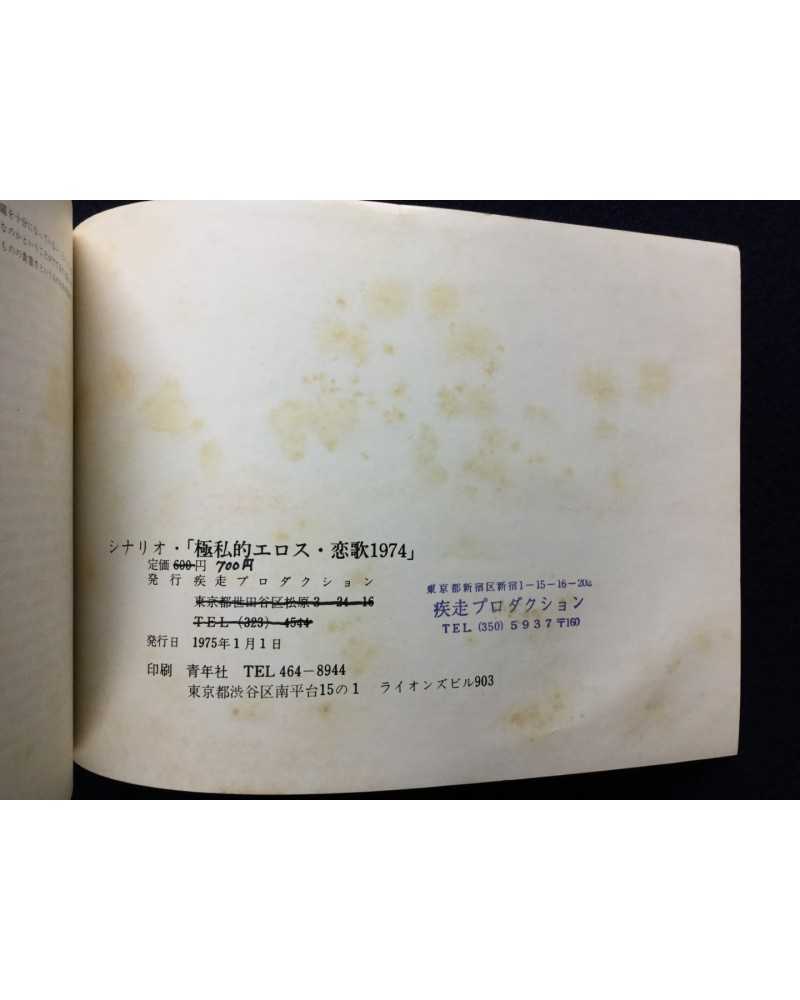 シナリオ・「極私的エロス・恋歌1974」
定価600円 700円
発行 疾走プロダクション
東京都世田谷区松原3-24-16
TEL (323) 4544
発行日 1975年1月1日
印刷 青年社 TEL 464-8944
東京都渋谷区南平台15の1 ライオンズビル903
東京都新宿区新宿1-15-16-20a
疾走プロダクション
TEL (350) 5937 〒160